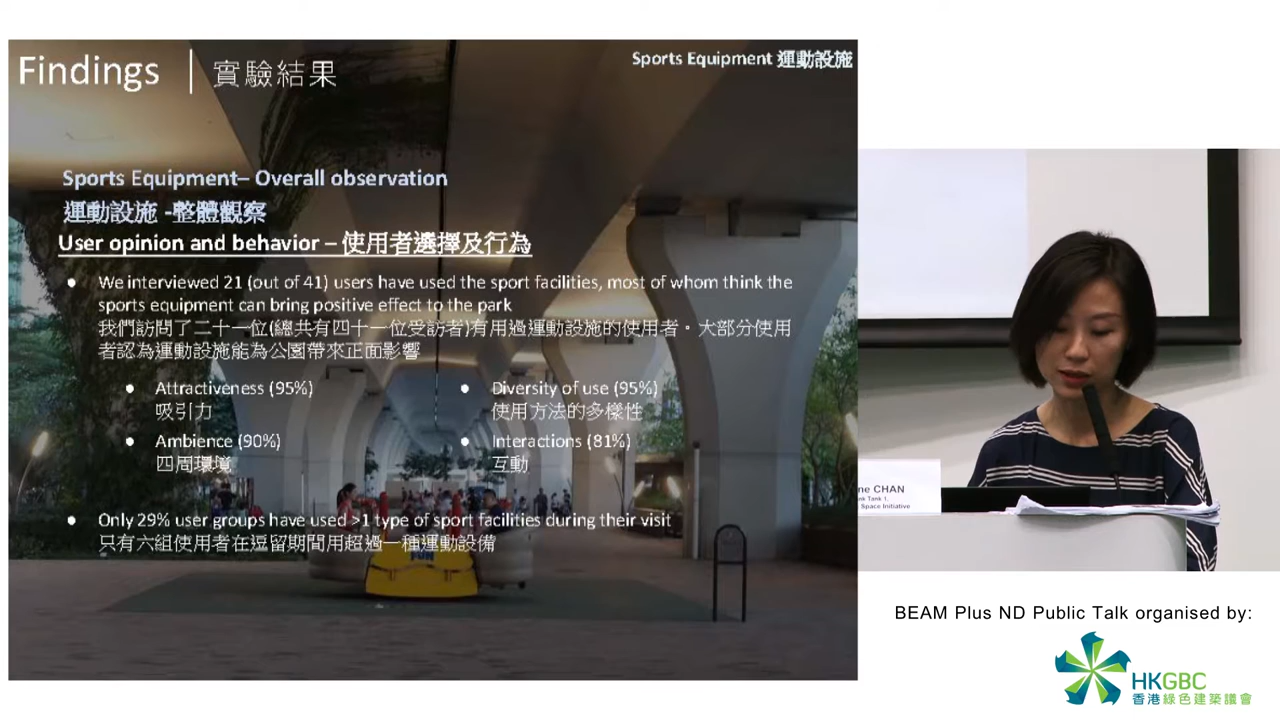 Findings
實驗結果
Sports Equipment 運動設施
Sports Equipment– Overall observation
運動設施 -整體觀察
User opinion and behavior – 使用者選擇及行為
● We interviewed 21 (out of 41) users have used the sport facilities, most of whom think the
sports equipment can bring positive effect to the park
我們訪問了二十一位(總共有四十一位受訪者)有用過運動設施的使用者。大部分使用
者認為運動設施能為公園帶來正面影響
● Attractiveness (95%)
吸引力
● Diversity of use (95%)
使用方法的多樣性
● Ambience (90%)
四周環境
● Interactions (81%)
互動
● Only 29% user groups have used >1 type of sport facilities during their visit
只有六組使用者在逗留期間用超過一種運動設備
FUN
ne CHAN
nk Tank 1,
Space Initiative
BEAM Plus ND Public Talk organised by:
HKGBC
香港綠色建築議會